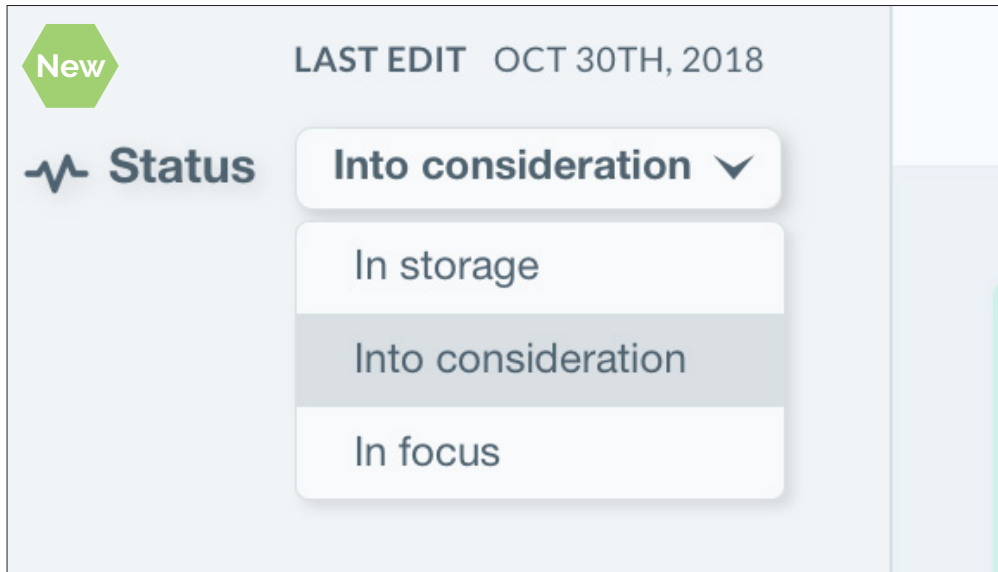 New
LAST EDIT OCT 30TH, 2018
Status Into consideration
In storage
Into consideration
In focus